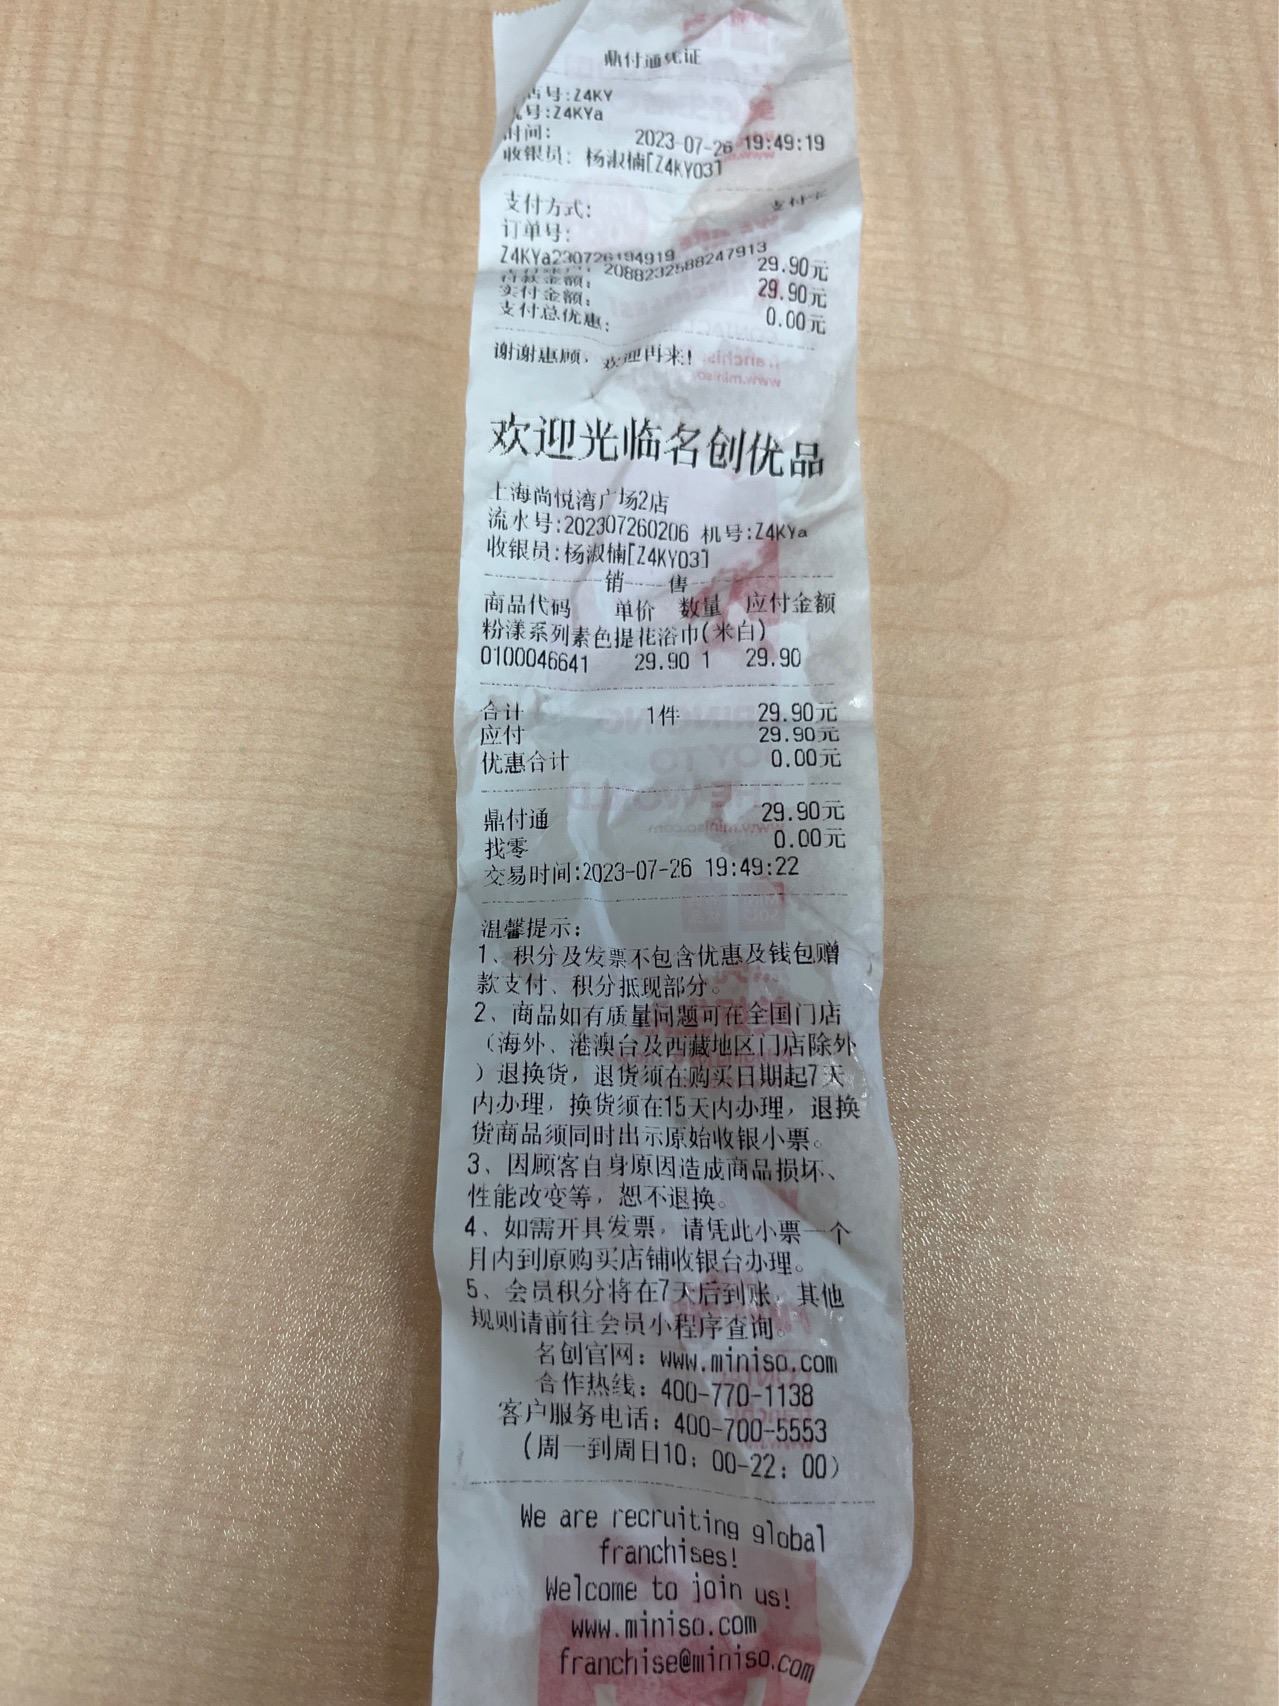 鼎付通凭证
店号:Z4KY
号:Z4KYa
时间: 2023-07-26 19:49:19
收银员: 杨淑楠[Z4KY03]
支付方式: 支付卡
订单号:
Z4KYa230726194919
2088232588247913
金额: 29.90元
实付金额: 29.90元
支付总优惠: 0.00元
谢谢惠顾,欢迎再来!
欢迎光临名创优品
上海尚悦湾广场2店
流水号:202307260206 机号:Z4KYa
收银员:杨淑楠[Z4KY03]
销 售
商品代码 单价 数量 应付金额
粉漾系列素色提花浴巾(米白)
0100046641 29.90 1 29.90
合计 1件 29.90元
应付 29.90元
优惠合计 0.00元
鼎付通 29.90元
找零 0.00元
交易时间:2023-07-26 19:49:22
温馨提示:
1、积分及发票不包含优惠及钱包赠
款支付、积分抵现部分。
2、商品如有质量问题可在全国门店
(海外、港澳台及西藏地区门店除外
)退换货,退货须在购买日期起7天
内办理,换货须在15天内办理,退换
货商品须同时出示原始收银小票。
3、因顾客自身原因造成商品损坏、
性能改变等,恕不退换。
4、如需开具发票,请凭此小票一个
月内到原购买店铺收银台办理。
5、会员积分将在7天后到账,其他
规则请前往会员小程序查询。
名创官网: www.miniso.com
合作热线: 400-770-1138
客户服务电话: 400-700-5553
(周一到周日10: 00-22: 00)
We are recruiting global
franchises!
Welcome to join us!
www.miniso.com
franchise@miniso.com